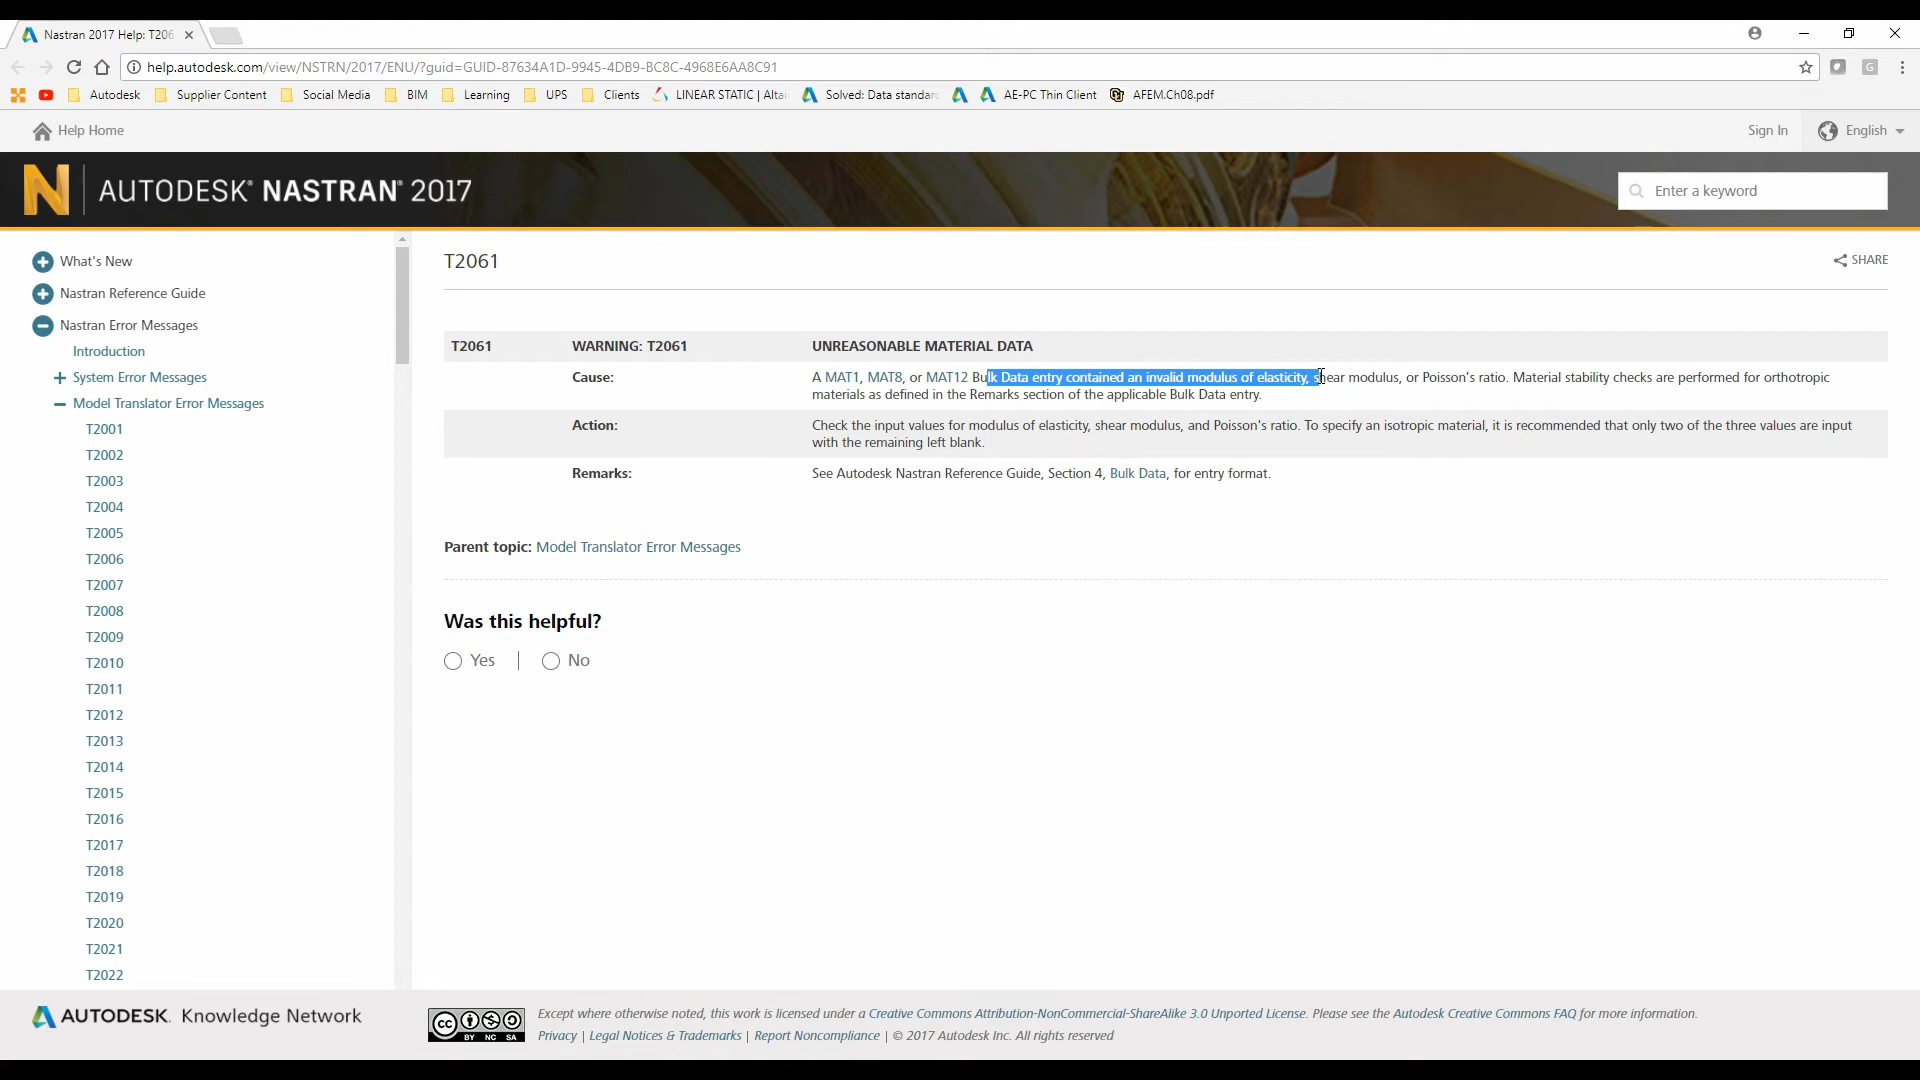 Nastran 2017 Help: T206
help.autodesk.com/view/NSTRN/2017/ENU/?guid=GUID-87634A1D-9945-4DB9-BC8C-4968E6AA8C91
G
Autodesk Supplier Content Social Media BIM Learning UPS Clients LINEAR STATIC | Altai Solved: Data standard AE-PC Thin Client AFEM.Ch08.pdf
Help Home Sign In English
N AUTODESK® NASTRAN® 2017 Enter a keyword
What's New
Nastran Reference Guide
Nastran Error Messages
Introduction
System Error Messages
Model Translator Error Messages
T2001
T2002
T2003
T2004
T2005
T2006
T2007
T2008
T2009
T2010
T2011
T2012
T2013
T2014
T2015
T2016
T2017
T2018
T2019
T2020
T2021
T2022
T2061 SHARE
T2061 WARNING: T2061 UNREASONABLE MATERIAL DATA
Cause: A MAT1, MAT8, or MAT12 Bulk Data entry contained an invalid modulus of elasticity, shear modulus, or Poisson's ratio. Material stability checks are performed for orthotropic
materials as defined in the Remarks section of the applicable Bulk Data entry.
Action: Check the input values for modulus of elasticity, shear modulus, and Poisson's ratio. To specify an isotropic material, it is recommended that only two of the three values are input
with the remaining left blank.
Remarks: See Autodesk Nastran Reference Guide, Section 4, Bulk Data, for entry format.
Parent topic: Model Translator Error Messages
Was this helpful?
Yes | No
AUTODESK. Knowledge Network
cc BY NC SA
Except where otherwise noted, this work is licensed under a Creative Commons Attribution-NonCommercial-ShareAlike 3.0 Unported License. Please see the Autodesk Creative Commons FAQ for more information.
Privacy | Legal Notices & Trademarks | Report Noncompliance | © 2017 Autodesk Inc. All rights reserved